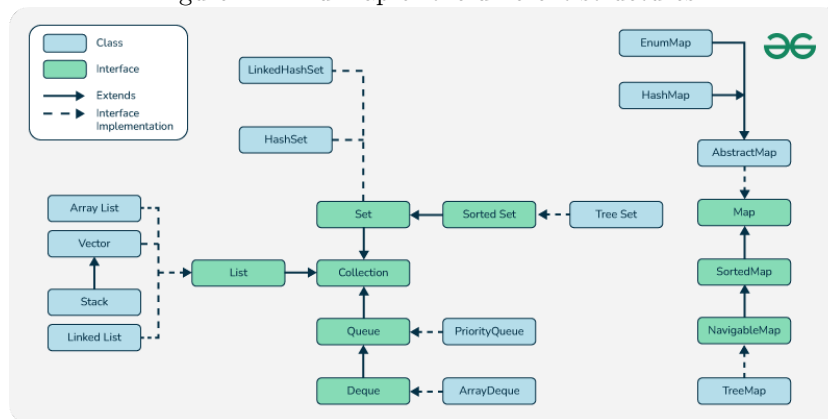 Class
Interface
Extends
Interface
Implementation
LinkedHashSet
HashSet
EnumMap
HashMap
AbstractMap
Array List
Vector
Stack
Linked List
List
Set
Sorted Set
Tree Set
Collection
Queue
PriorityQueue
Deque
ArrayDeque
Map
SortedMap
NavigableMap
TreeMap